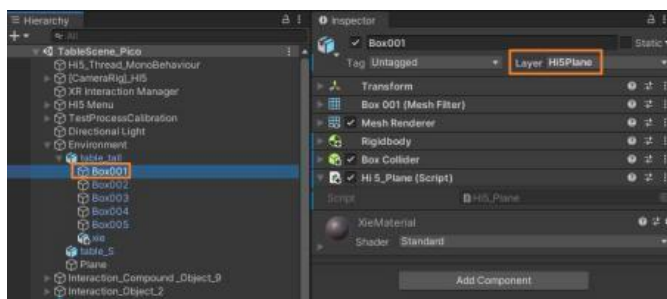 Hierarchy
All
TableScene_Pico
Hi5_Thread_MonoBehaviour
[CameraRig]_HI5
XR Interaction Manager
HI5 Menu
TestProcessCalibration
Directional Light
Environment
table_tall
Box001
Box002
Box003
Box004
Box005
xie
table_S
Plane
Interaction_Compound_Object_9
Interaction_Object_2
Inspector
Box001
Static
Tag Untagged
Layer Hi5Plane
Transform
Box 001 (Mesh Filter)
Mesh Renderer
Rigidbody
Box Collider
Hi 5_Plane (Script)
Script Hi5_Plane
XieMaterial
Shader Standard
Add Component